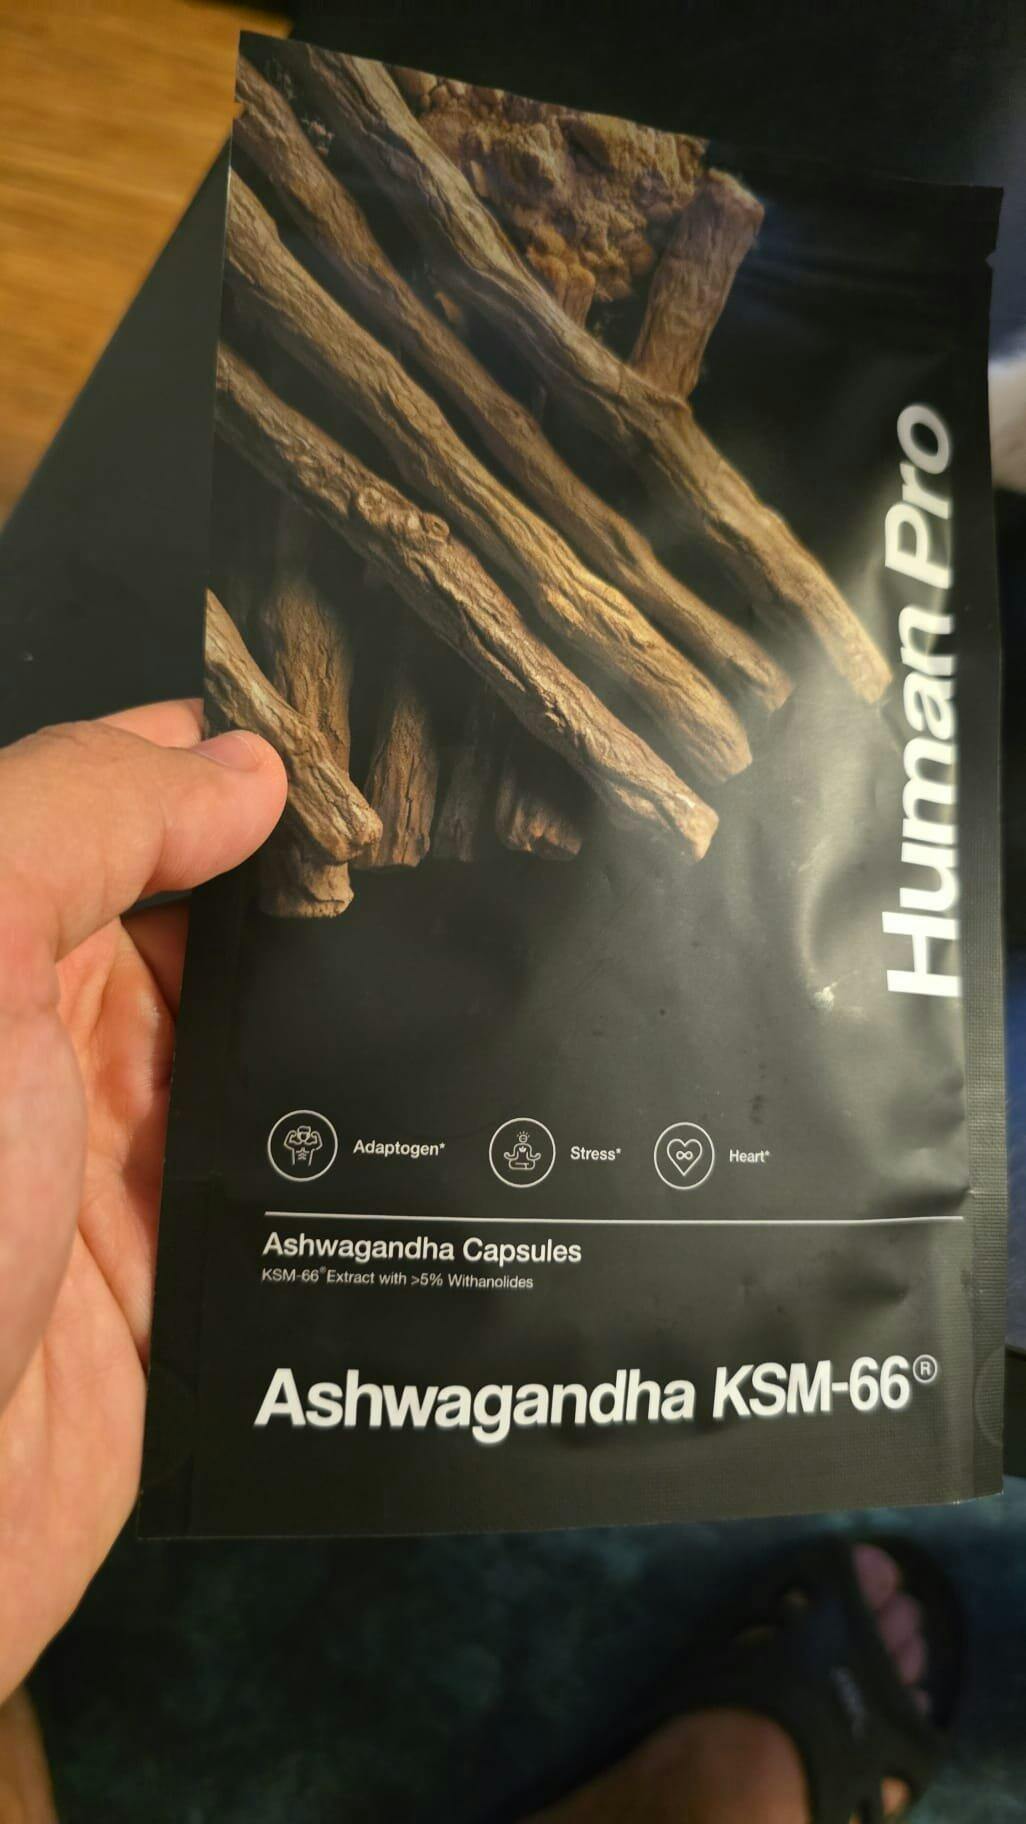 Human Pro
Adaptogen*
Stress*
Heart*
Ashwagandha Capsules
KSM-66® Extract with >5% Withanolides
Ashwagandha KSM-66®